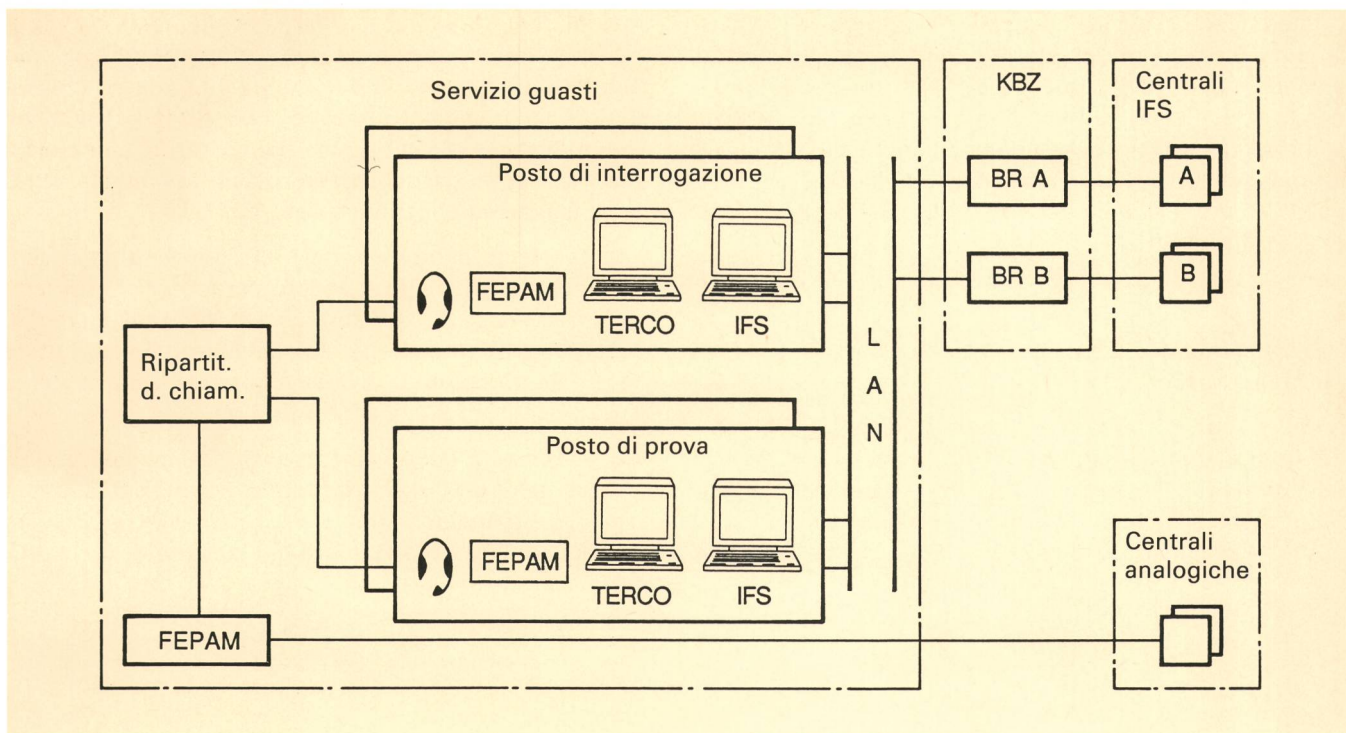 Servizio guasti
KBZ
Centrali
IFS
Posto di interrogazione
BR A
A
FEPAM
TERCO
IFS
BR B
B
Ripartit.
d. chiam.
L
A
N
Posto di prova
FEPAM
TERCO
IFS
Centrali
analogiche
FEPAM